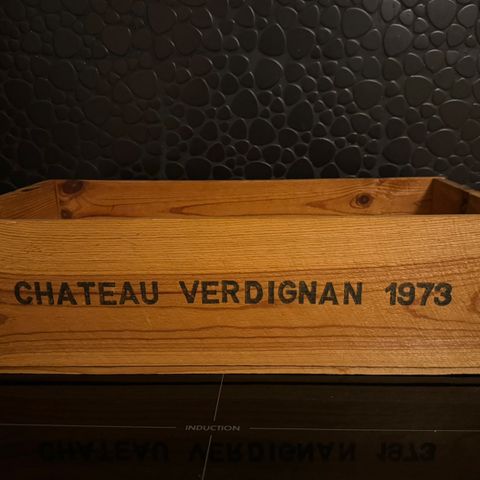 CHATEAU VERDIGNAN 1973
INDUCTION